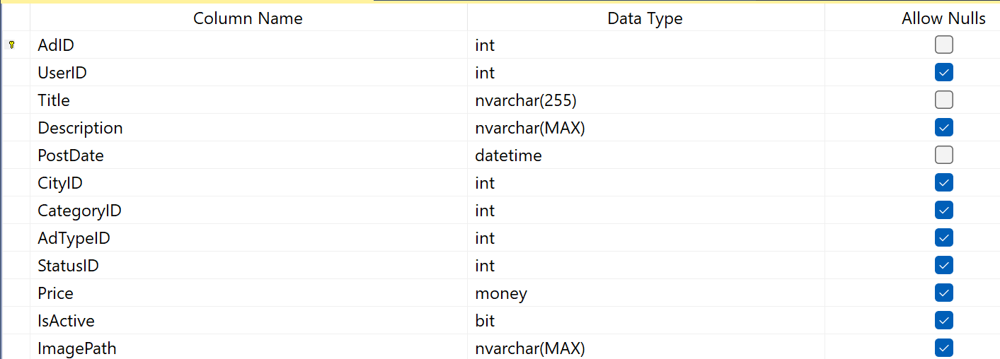 Column Name Data Type Allow Nulls
AdID int
UserID int
Title nvarchar(255)
Description nvarchar(MAX)
PostDate datetime
CityID int
CategoryID int
AdTypeID int
StatusID int
Price money
IsActive bit
ImagePath nvarchar(MAX)